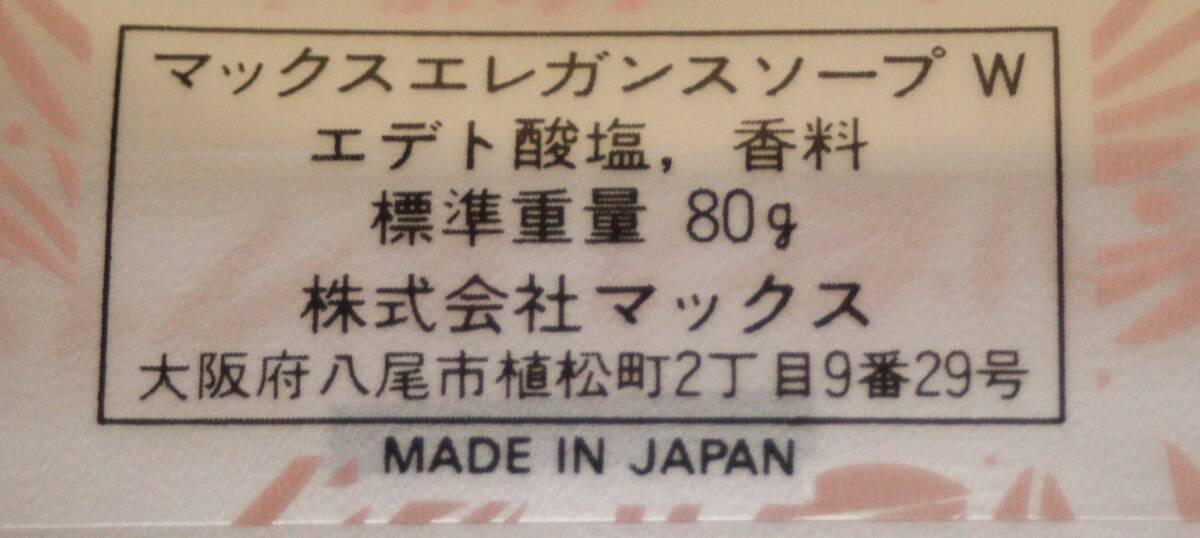 マックスエレガンスソープ W
エデト酸塩, 香料
標準重量 80g
株式会社マックス
大阪府八尾市植松町2丁目9番29号
MADE IN JAPAN